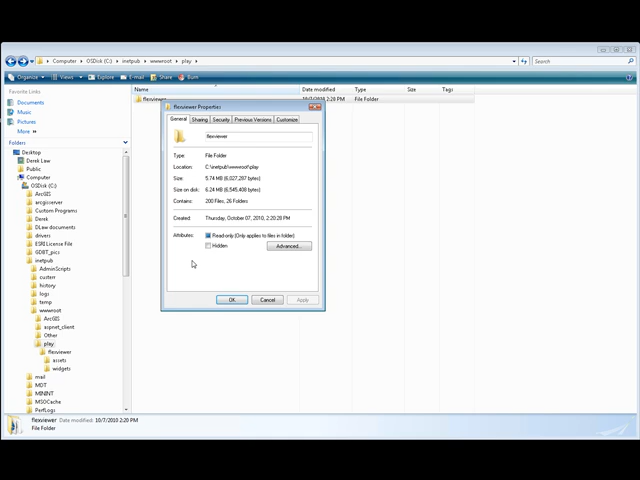 Computer › OSDisk (C:) › inetpub › wwwroot › play ›
Search
Organize Views Explore E-mail Share Burn
Favorite Links
Documents
Music
Pictures
More »
Folders
Desktop
Derek Law
Public
Computer
OSDisk (C:)
ArcGIS
arcgisserver
Custom Programs
Derek
DLaw documents
drivers
ESRI License File
GDBT_pics
inetpub
AdminScripts
custerr
history
logs
temp
wwwroot
ArcGIS
aspnet_client
Other
play
flexviewer
assets
widgets
mail
MDT
MININT
MSOCache
PerfLogs
Name Date modified Type Size Tags
flexviewer 10/7/2010 2:20 PM File Folder
flexviewer Properties
General Sharing Security Previous Versions Customize
flexviewer
Type: File Folder
Location: C:\inetpub\wwwroot\play
Size: 5.74 MB (6,027,287 bytes)
Size on disk: 6.24 MB (6,545,408 bytes)
Contains: 200 Files, 26 Folders
Created: Thursday, October 07, 2010, 2:20:20 PM
Attributes: Read-only (Only applies to files in folder)
Hidden Advanced...
OK Cancel Apply
flexviewer Date modified: 10/7/2010 2:20 PM
File Folder